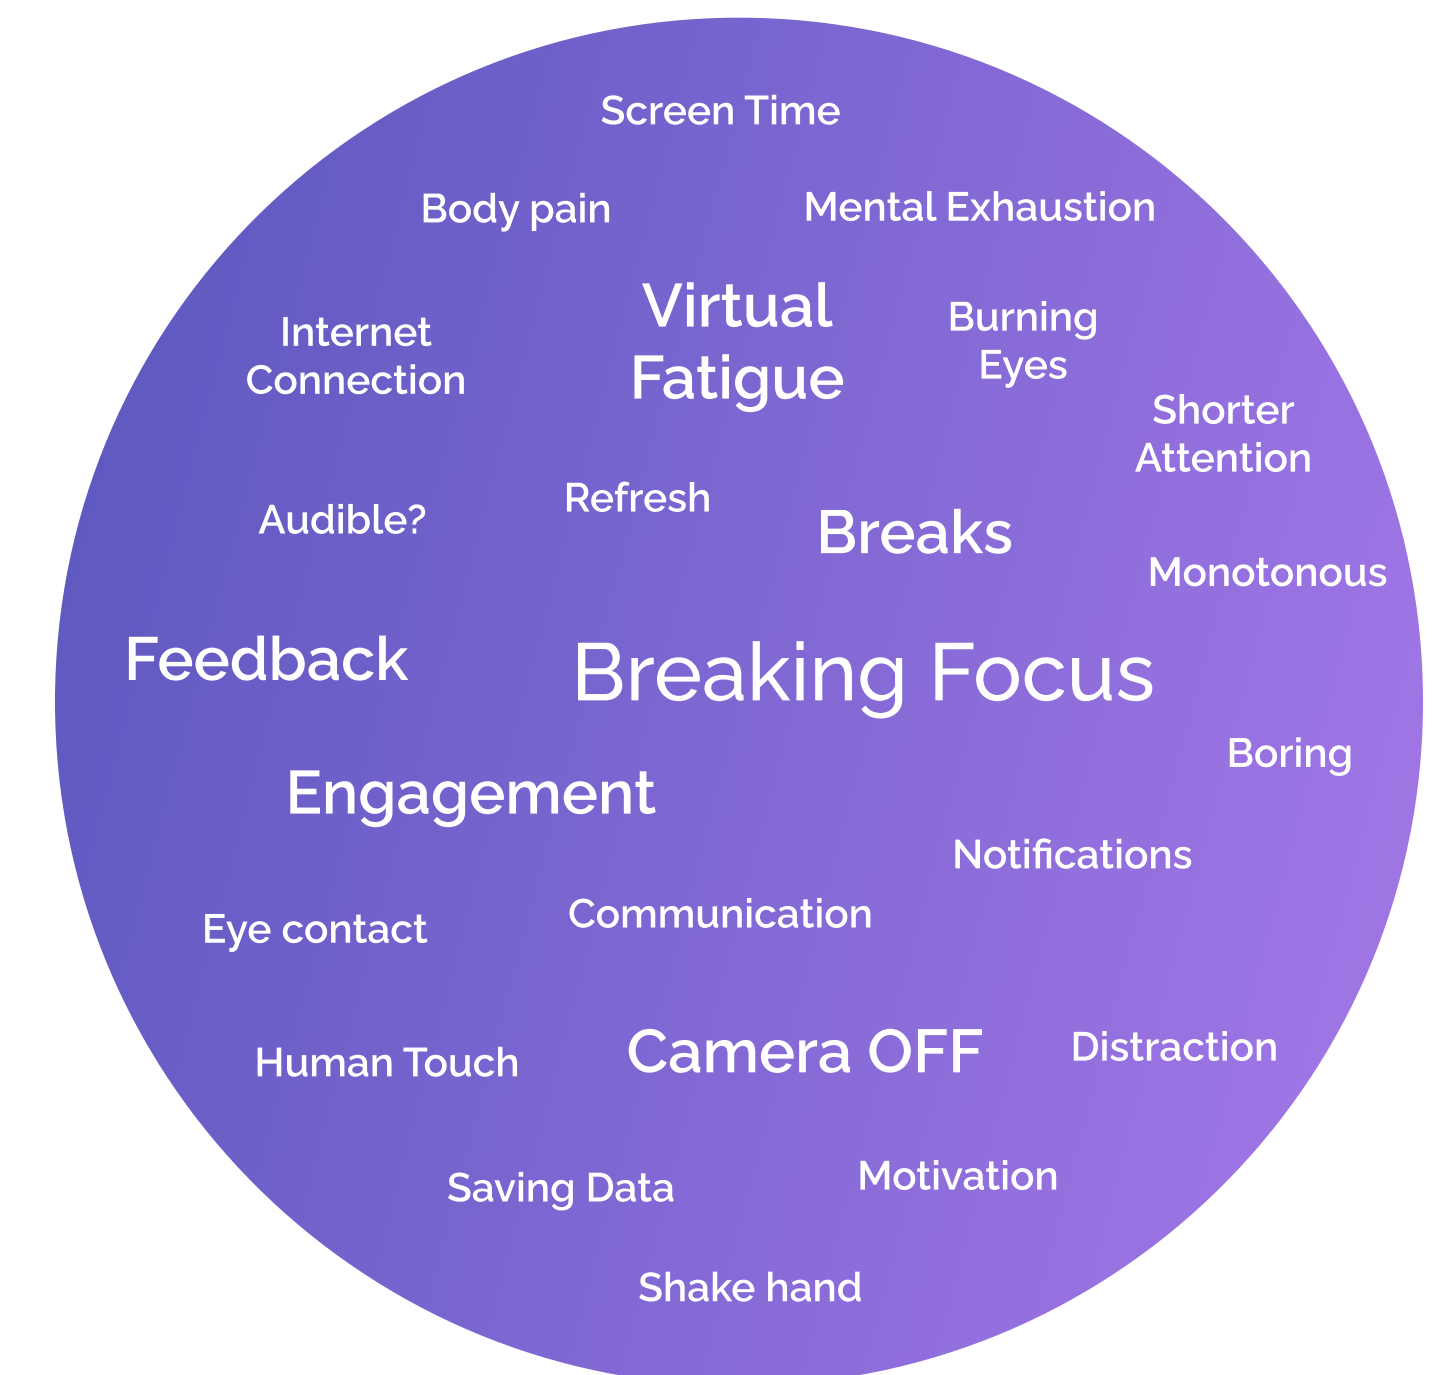 Screen Time
Body pain
Mental Exhaustion
Virtual
Fatigue
Internet
Connection
Burning
Eyes
Shorter
Attention
Refresh
Audible?
Breaks
Monotonous
Feedback
Breaking Focus
Boring
Engagement
Notifications
Communication
Eye contact
Camera OFF
Human Touch
Distraction
Saving Data
Motivation
Shake hand